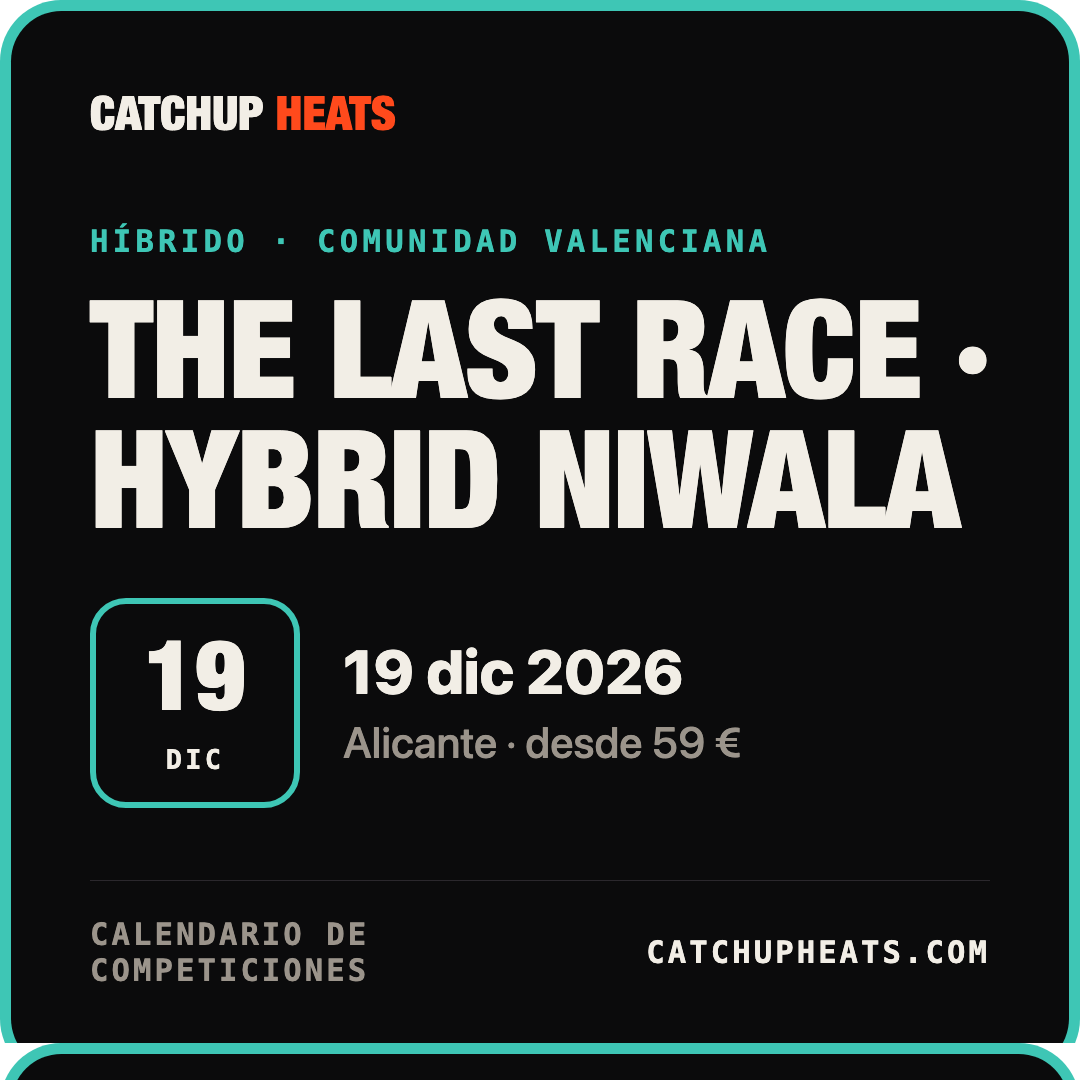 CATCHUP HEATS
HÍBRIDO · COMUNIDAD VALENCIANA
THE LAST RACE •
HYBRID NIWALA
19
DIC
19 dic 2026
Alicante · desde 59 €
CALENDARIO DE
COMPETICIONES
CATCHUPHEATS.COM